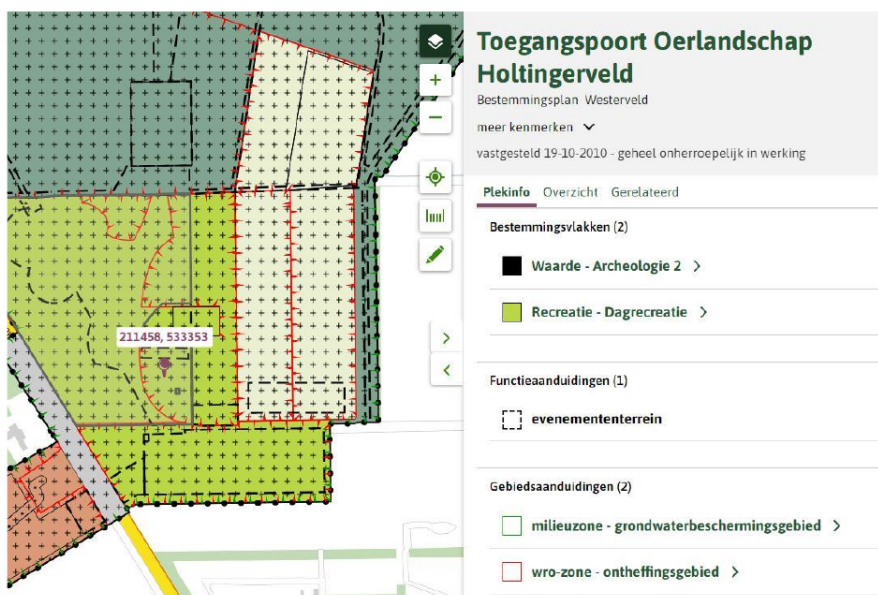 Toegangspoort Oerlandschap
Holtingerveld
Bestemmingsplan Westerveld
meer kenmerken
vastgesteld 19-10-2010 - geheel onherroepelijk in werking
Plekinfo Overzicht Gerelateerd
Bestemmingsvlakken (2)
Waarde - Archeologie 2 >
Recreatie - Dagrecreatie >
211458, 533353
Functieaanduidingen (1)
evenemententerrein
Gebiedsaanduidingen (2)
milieuzone - grondwaterbeschermingsgebied >
wro-zone - ontheffingsgebied >